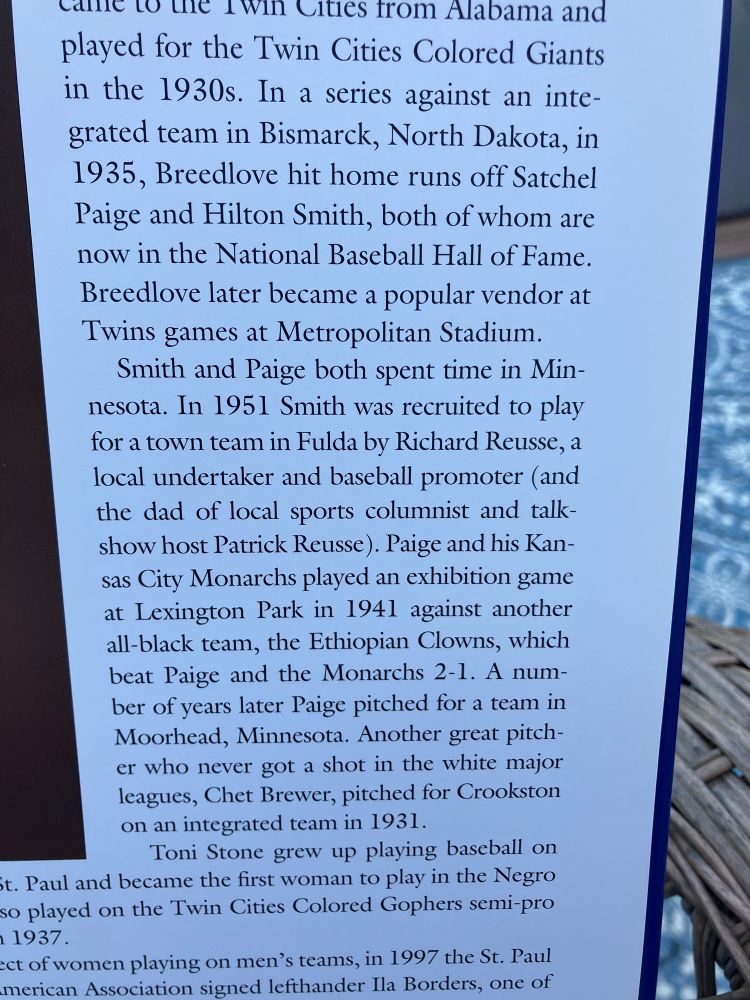 came to the Twin Cities from Alabama and
played for the Twin Cities Colored Giants
in the 1930s. In a series against an inte-
grated team in Bismarck, North Dakota, in
1935, Breedlove hit home runs off Satchel
Paige and Hilton Smith, both of whom are
now in the National Baseball Hall of Fame.
Breedlove later became a popular vendor at
Twins games at Metropolitan Stadium.
Smith and Paige both spent time in Min-
nesota. In 1951 Smith was recruited to play
for a town team in Fulda by Richard Reusse, a
local undertaker and baseball promoter (and
the dad of local sports columnist and talk-
show host Patrick Reusse). Paige and his Kan-
sas City Monarchs played an exhibition game
at Lexington Park in 1941 against another
all-black team, the Ethiopian Clowns, which
beat Paige and the Monarchs 2-1. A num-
ber of years later Paige pitched for a team in
Moorhead, Minnesota. Another great pitch-
er who never got a shot in the white major
leagues, Chet Brewer, pitched for Crookston
on an integrated team in 1931.
Toni Stone grew up playing baseball on
St. Paul and became the first woman to play in the Negro
so played on the Twin Cities Colored Gophers semi-pro
1937.
ect of women playing on men's teams, in 1997 the St. Paul
American Association signed lefthander Ila Borders, one of